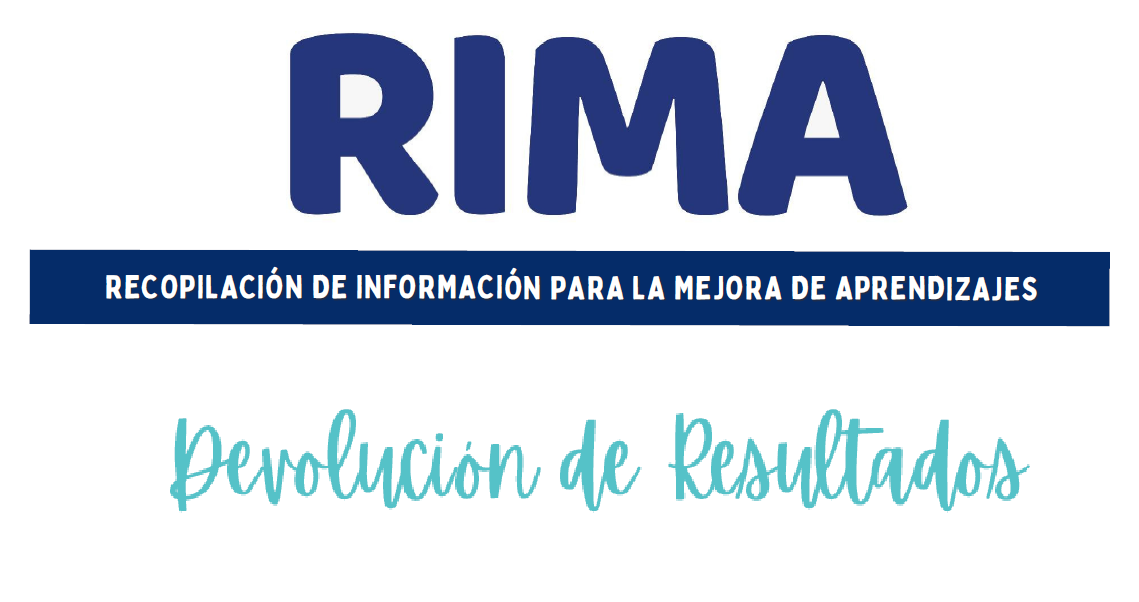 RIMA
RECOPILACIÓN DE INFORMACIÓN PARA LA MEJORA DE APRENDIZAJES
Devolución de Resultados